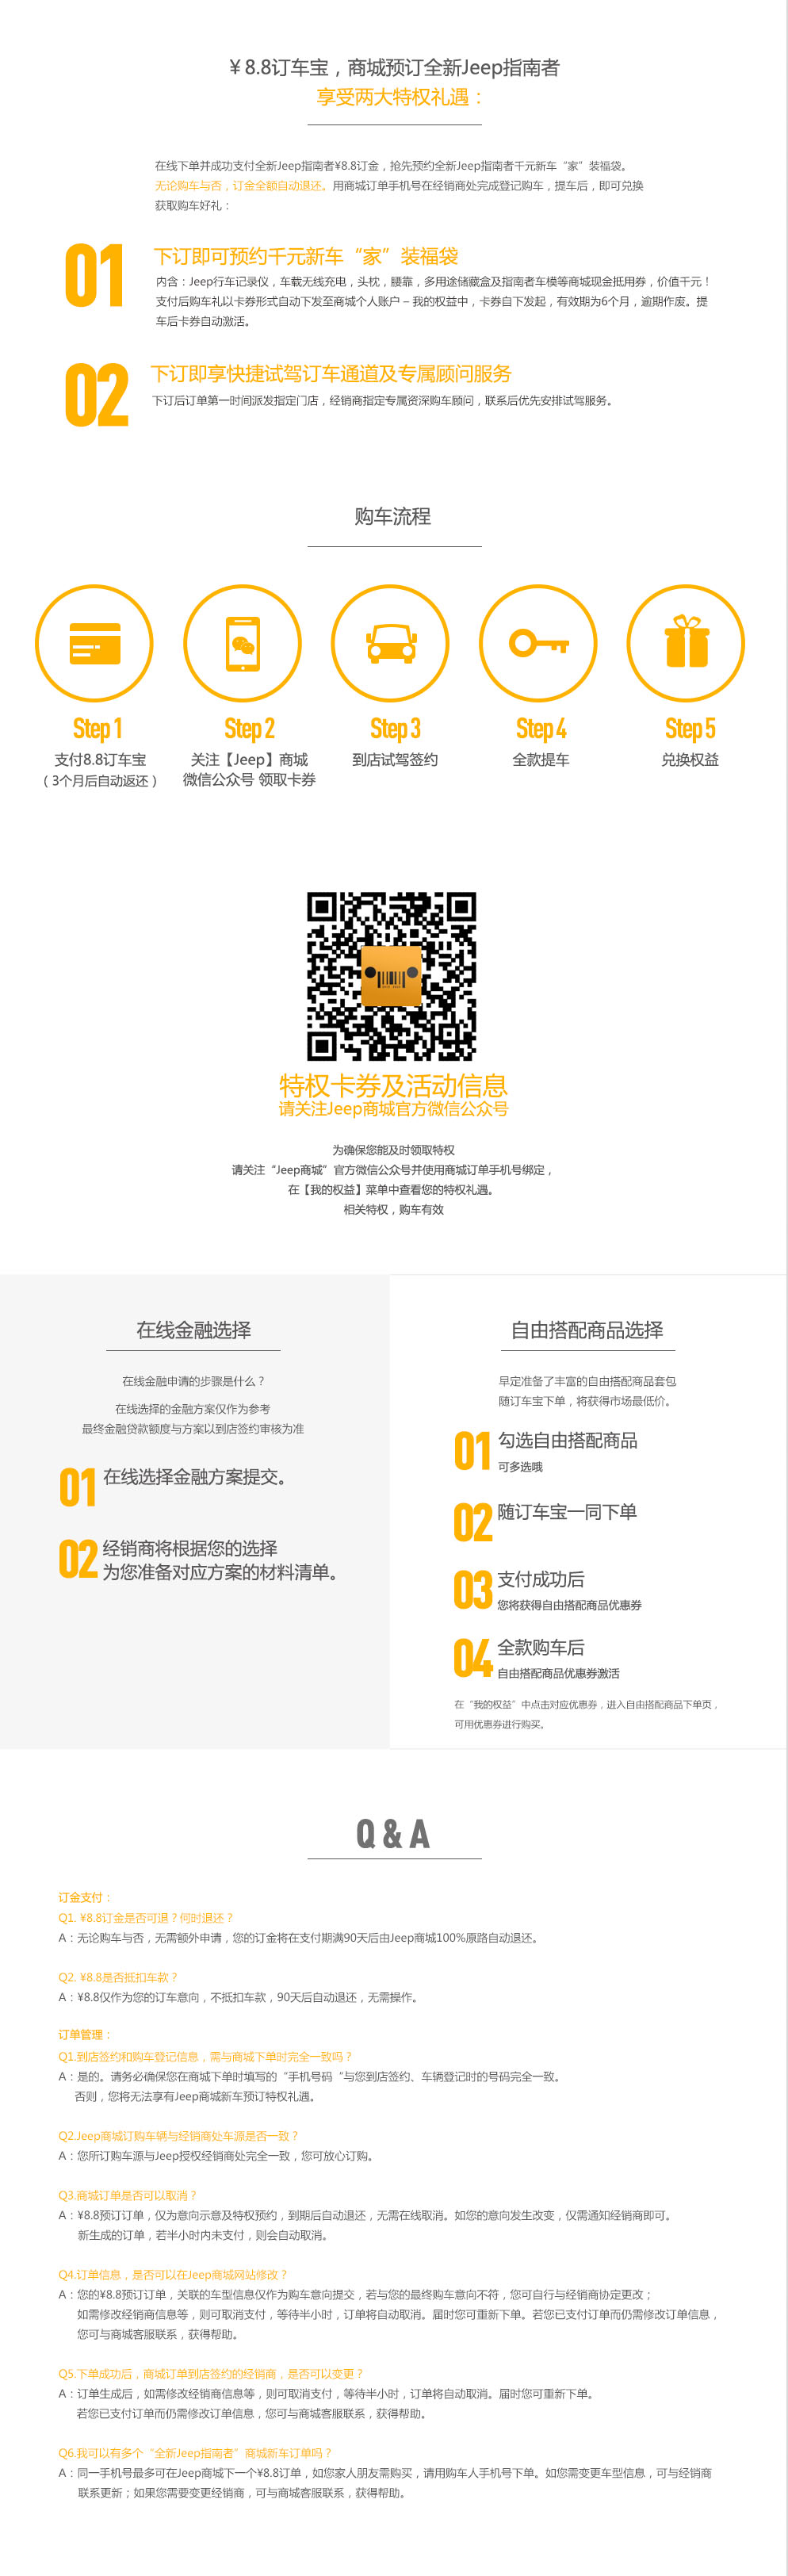 ¥8.8订车宝，商城预订全新Jeep指南者
享受两大特权礼遇：
在线下单并成功支付全新Jeep指南者¥8.8订金，抢先预约全新Jeep指南者千元新车“家”装福袋。
无论购车与否，订金全额自动退还。用商城订单手机号在经销商处完成登记购车，提车后，即可兑换
获取购车好礼：
01
下订即可预约千元新车“家”装福袋
内含：Jeep行车记录仪，车载无线充电，头枕，腰靠，多用途储藏盒及指南者车模等商城现金抵用券，价值千元！
支付后购车礼以卡券形式自动下发至商城个人账户 – 我的权益中，卡券自下发起，有效期为6个月，逾期作废。提
车后卡券自动激活。
02
下订即享快捷试驾订车通道及专属顾问服务
下订后订单第一时间派发指定门店，经销商指定专属资深购车顾问，联系后优先安排试驾服务。
购车流程
Step 1
支付8.8订车宝
（3个月后自动返还）
Step 2
关注【Jeep】商城
微信公众号 领取卡券
Step 3
到店试驾签约
Step 4
全款提车
Step 5
兑换权益
特权卡券及活动信息
请关注Jeep商城官方微信公众号
为确保您能及时领取特权
请关注“Jeep商城”官方微信公众号并使用商城订单手机号绑定，
在【我的权益】菜单中查看您的特权礼遇。
相关特权，购车有效
在线金融选择
在线金融申请的步骤是什么？
在线选择的金融方案仅作为参考
最终金融贷款额度与方案以到店签约审核为准
01
在线选择金融方案提交。
02
经销商将根据您的选择
为您准备对应方案的材料清单。
自由搭配商品选择
早定准备了丰富的自由搭配商品套包
随订车宝下单，将获得市场最低价。
01
勾选自由搭配商品
可多选哦
02
随订车宝一同下单
03
支付成功后
您将获得自由搭配商品优惠券
04
全款购车后
自由搭配商品优惠券激活
在“我的权益”中点击对应优惠券，进入自由搭配商品下单页，
可用优惠券进行购买。
Q & A
订金支付：
Q1. ¥8.8订金是否可退？何时退还？
A：无论购车与否，无需额外申请，您的订金将在支付期满90天后由Jeep商城100%原路自动退还。
Q2. ¥8.8是否抵扣车款？
A：¥8.8仅作为您的订车意向，不抵扣车款，90天后自动退还，无需操作。
订单管理：
Q1.到店签约和购车登记信息，需与商城下单时完全一致吗？
A：是的。请务必确保您在商城下单时填写的“手机号码“与您到店签约、车辆登记时的号码完全一致。
否则，您将无法享有Jeep商城新车预订特权礼遇。
Q2.Jeep商城订购车辆与经销商处车源是否一致？
A：您所订购车源与Jeep授权经销商处完全一致，您可放心订购。
Q3.商城订单是否可以取消？
A：¥8.8预订订单，仅为意向示意及特权预约，到期后自动退还，无需在线取消。如您的意向发生改变，仅需通知经销商即可。
新生成的订单，若半小时内未支付，则会自动取消。
Q4.订单信息，是否可以在Jeep商城网站修改？
A：您的¥8.8预订订单，关联的车型信息仅作为购车意向提交，若与您的最终购车意向不符，您可自行与经销商协定更改；
如需修改经销商信息等，则可取消支付，等待半小时，订单将自动取消。届时您可重新下单。若您已支付订单而仍需修改订单信息，
您可与商城客服联系，获得帮助。
Q5.下单成功后，商城订单到店签约的经销商，是否可以变更？
A：订单生成后，如需修改经销商信息等，则可取消支付，等待半小时，订单将自动取消。届时您可重新下单。
若您已支付订单而仍需修改订单信息，您可与商城客服联系，获得帮助。
Q6.我可以有多个“全新Jeep指南者”商城新车订单吗？
A：同一手机号最多可在Jeep商城下一个¥8.8订单，如您家人朋友需购买，请用购车人手机号下单。如您需变更车型信息，可与经销商
联系更新；如果您需要变更经销商，可与商城客服联系，获得帮助。